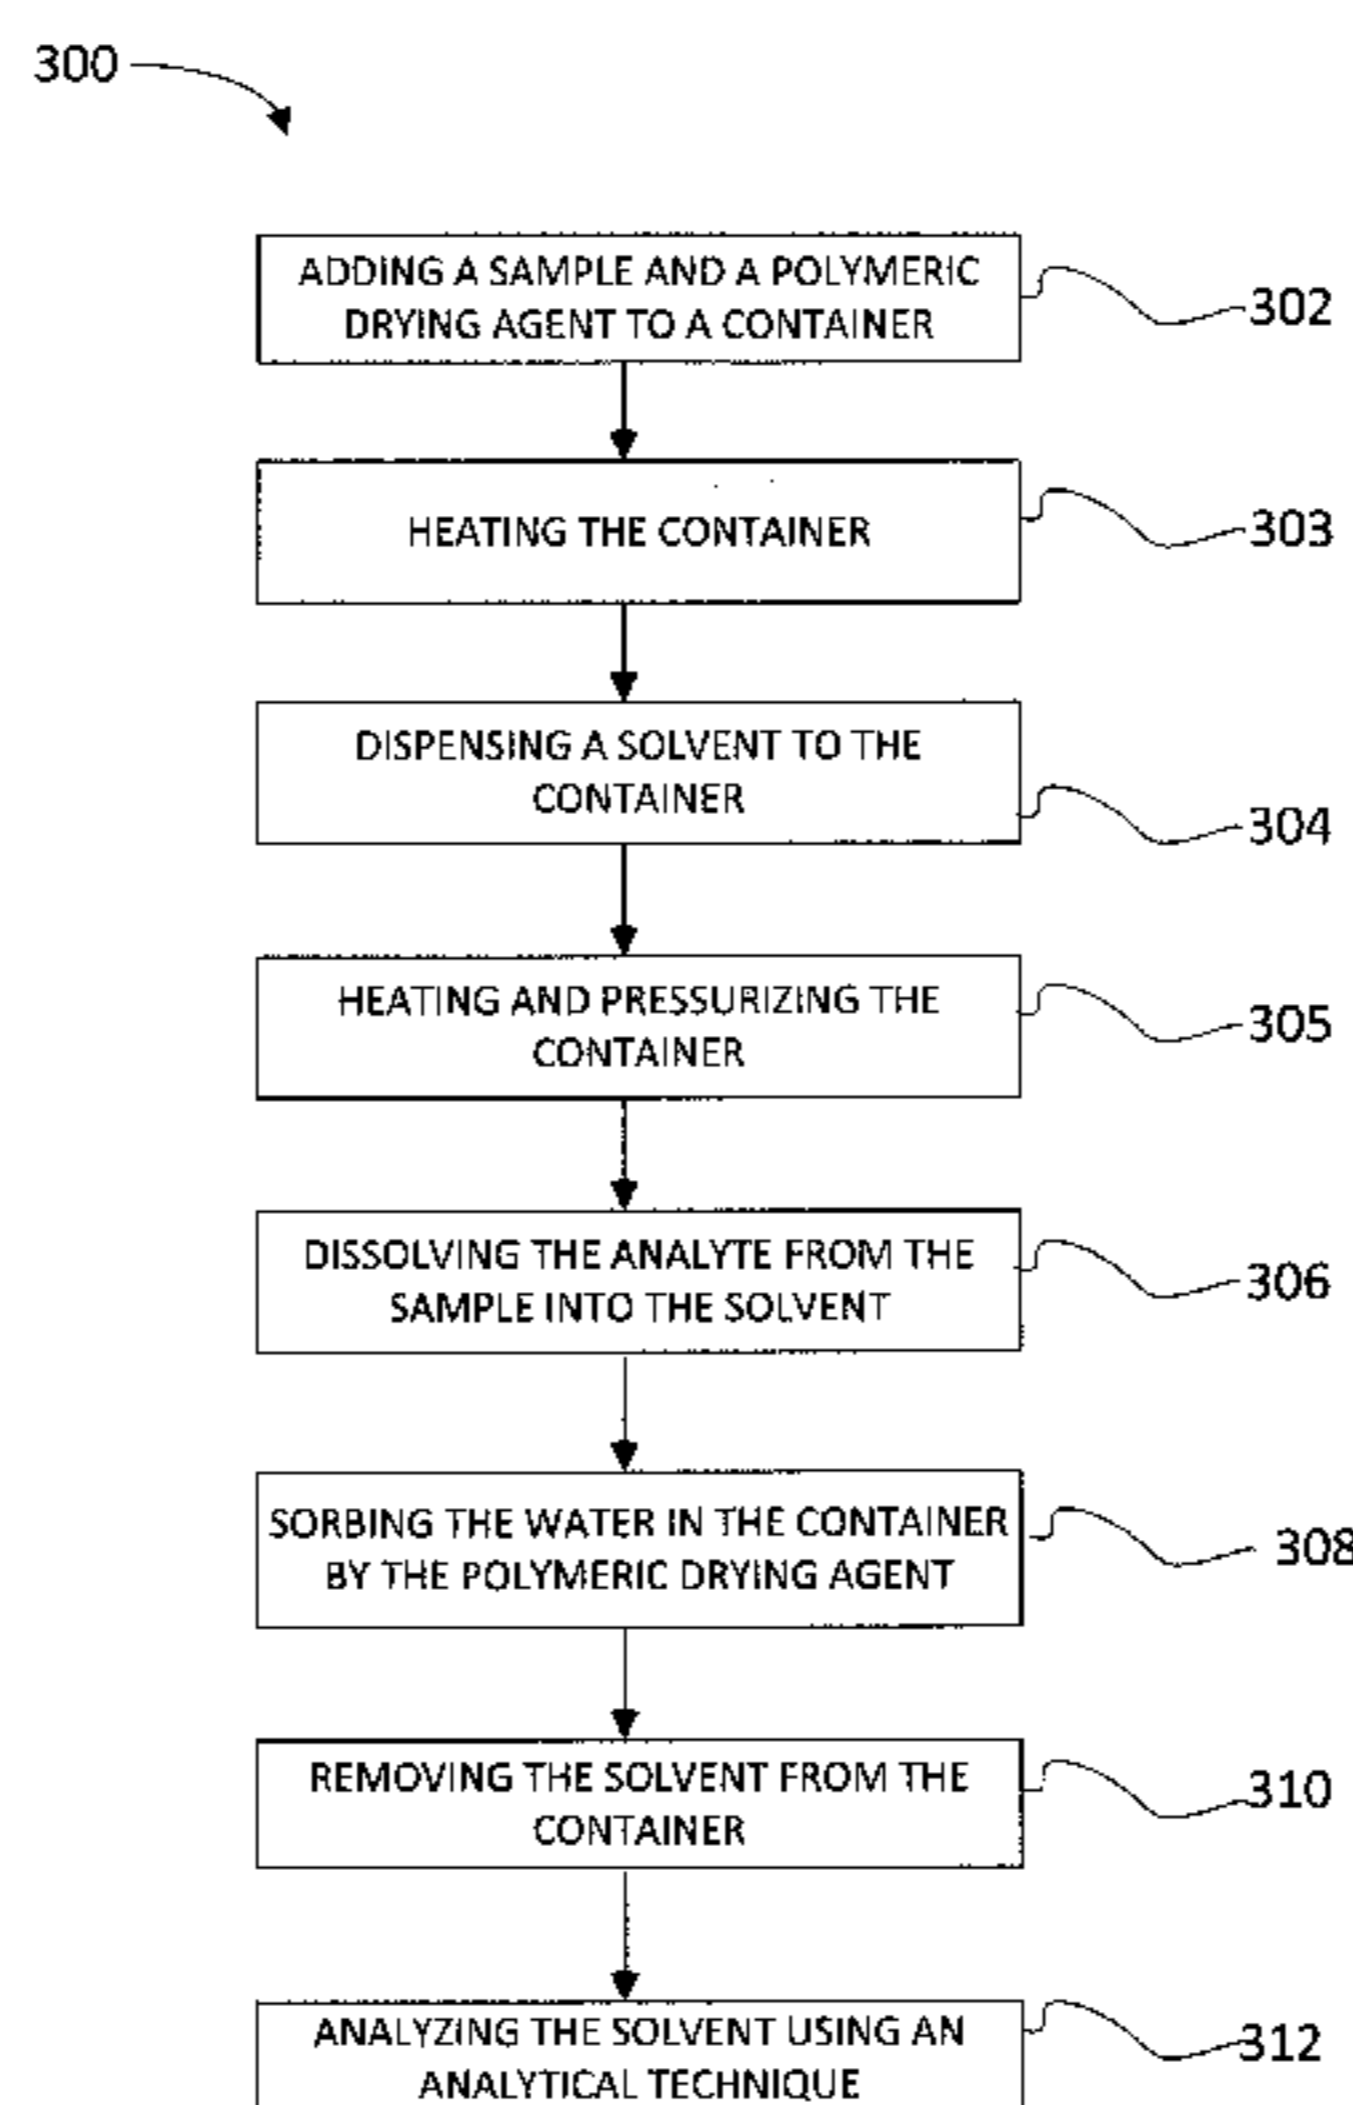 300
ADDING A SAMPLE AND A POLYMERIC
DRYING AGENT TO A CONTAINER
302
HEATING THE CONTAINER
303
DISPENSING A SOLVENT TO THE
CONTAINER
304
HEATING AND PRESSURIZING THE
CONTAINER
305
DISSOLVING THE ANALYTE FROM THE
SAMPLE INTO THE SOLVENT
306
SORBING THE WATER IN THE CONTAINER
BY THE POLYMERIC DRYING AGENT
308
REMOVING THE SOLVENT FROM THE
CONTAINER
310
ANALYZING THE SOLVENT USING AN
ANALYTICAL TECHNIQUE
312